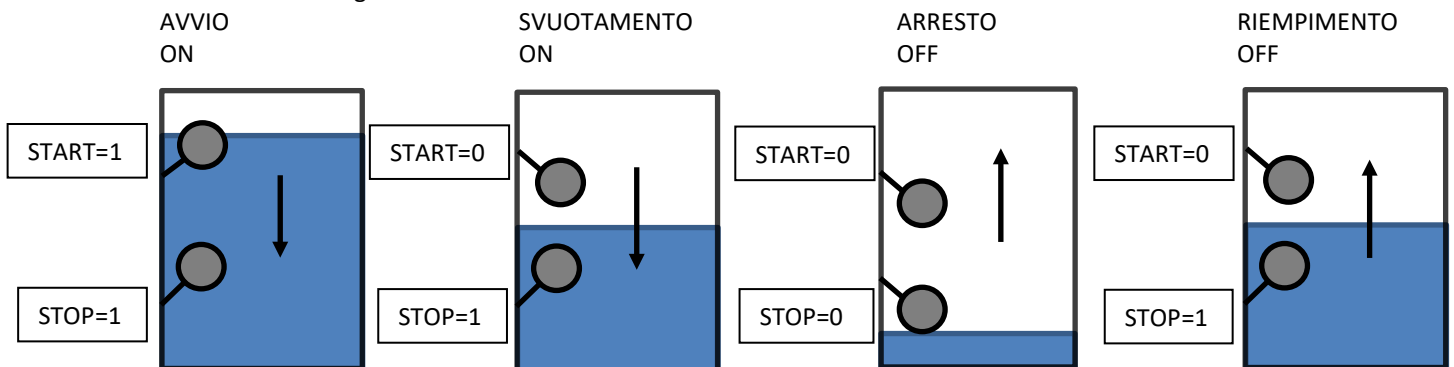 AVVIO
ON
SVUOTAMENTO
ON
ARRESTO
OFF
RIEMPIMENTO
OFF
START=1
START=0
START=0
START=0
STOP=1
STOP=1
STOP=0
STOP=1